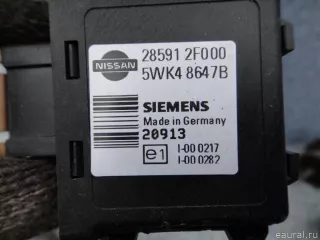 NISSAN
28591 2F000
5WK4 8647B
SIEMENS
Made in Germany
20913
e1
I-00 0217
I-00 0282
eaural.ru